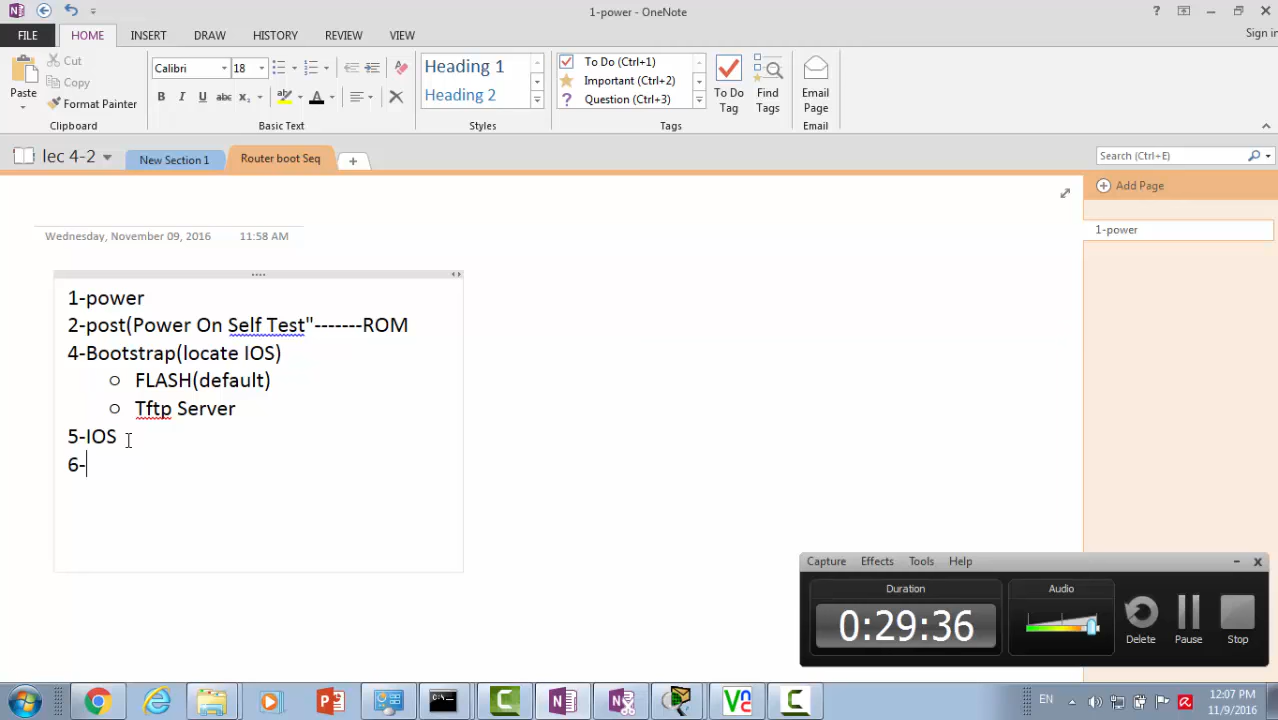 1-power - OneNote
Sign in
FILE HOME INSERT DRAW HISTORY REVIEW VIEW
Paste
Cut
Copy
Format Painter
Clipboard
Calibri 18
B I U abc X₂ A
Basic Text
Heading 1
Heading 2
Styles
To Do (Ctrl+1)
Important (Ctrl+2)
Question (Ctrl+3)
To Do Tag
Find Tags
Tags
Email Page
Email
lec 4-2 New Section 1 Router boot Seq
Search (Ctrl+E)
Add Page
1-power
Wednesday, November 09, 2016 11:58 AM
1-power
2-post(Power On Self Test"-------ROM
4-Bootstrap(locate IOS)
FLASH(default)
Tftp Server
5-IOS
6-
Capture Effects Tools Help
Duration
0:29:36
Audio
Delete Pause Stop
EN
12:07 PM
11/9/2016